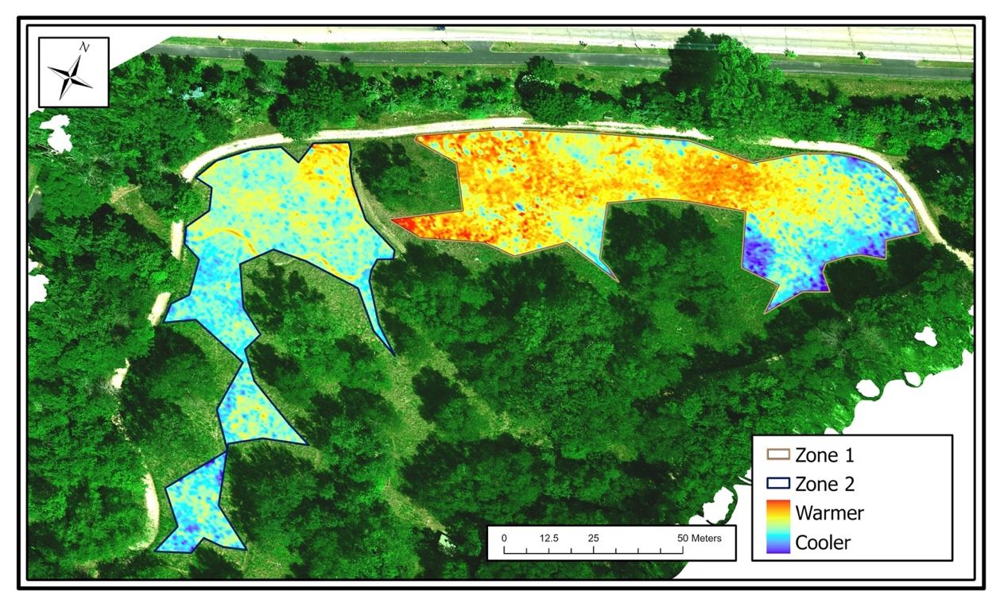 N
Zone 1
Zone 2
Warmer
Cooler
0 12.5 25 50 Meters